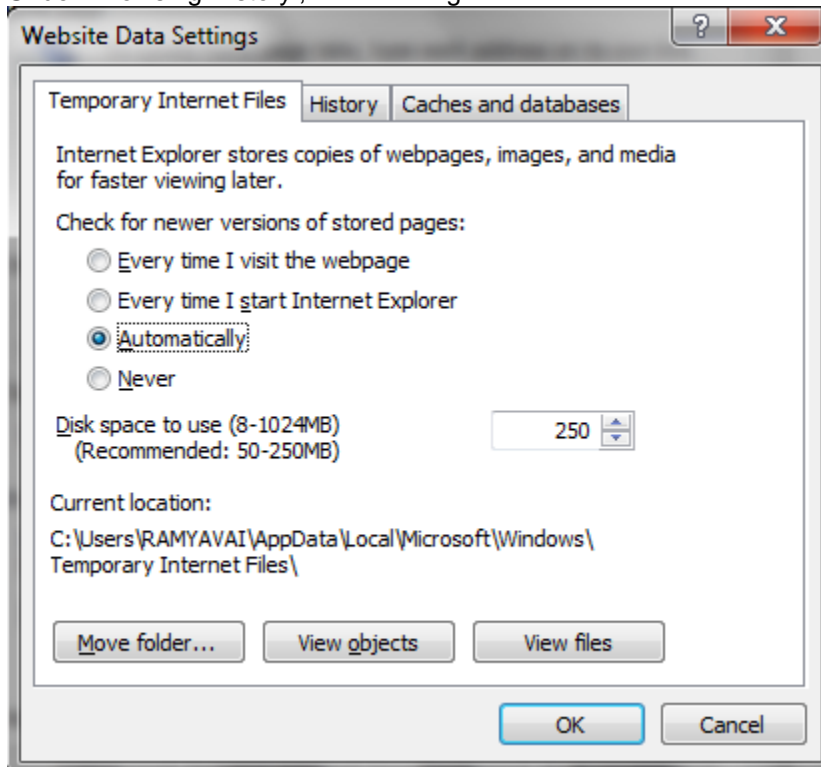 Website Data Settings
Temporary Internet Files History Caches and databases
Internet Explorer stores copies of webpages, images, and media
for faster viewing later.
Check for newer versions of stored pages:
Every time I visit the webpage
Every time I start Internet Explorer
Automatically
Never
Disk space to use (8-1024MB) 250
(Recommended: 50-250MB)
Current location:
C:\Users\RAMYAVAI\AppData\Local\Microsoft\Windows\
Temporary Internet Files\
Move folder... View objects View files
OK Cancel